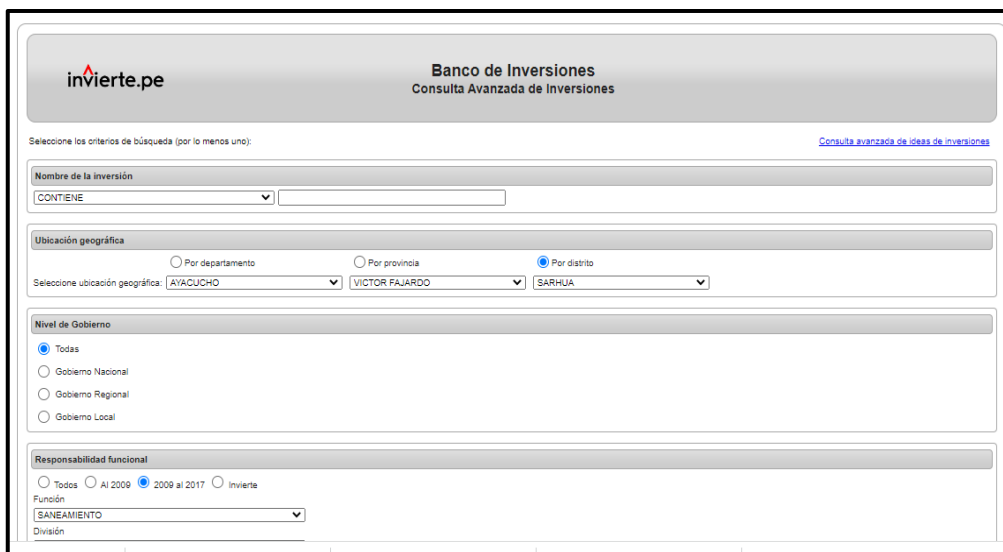 invierte.pe
Banco de Inversiones
Consulta Avanzada de Inversiones
Seleccione los criterios de búsqueda (por lo menos uno):
Consulta avanzada de ideas de inversiones
Nombre de la inversión
CONTIENE
Ubicación geográfica
Por departamento Por provincia Por distrito
Seleccione ubicación geográfica: AYACUCHO VICTOR FAJARDO SARHUA
Nivel de Gobierno
Todas
Gobierno Nacional
Gobierno Regional
Gobierno Local
Responsabilidad funcional
Todos Al 2009 2009 al 2017 Invierte
Función
SANEAMIENTO
División